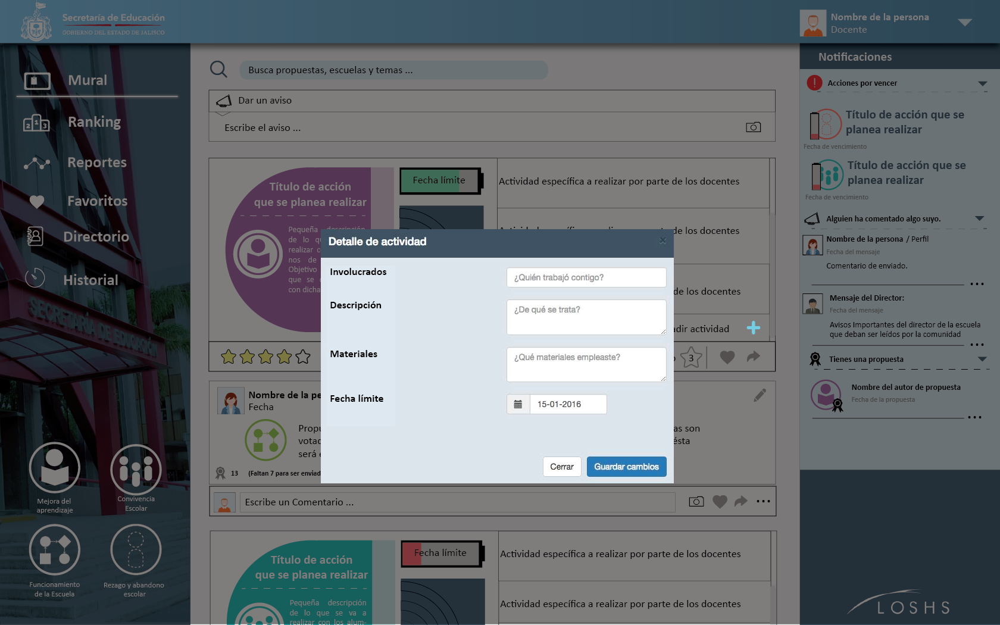 Secretaría de Educación
GOBIERNO DEL ESTADO DE JALISCO
Nombre de la persona
Docente
Mural
Ranking
Reportes
Favoritos
Directorio
Historial
SECRETARÍA DE EDUCACIÓN
Mejora del
aprendizaje
Convivencia
Escolar
Funcionamiento
de la Escuela
Rezago y abandono
escolar
Busca propuestas, escuelas y temas ...
Dar un aviso
Escribe el aviso ...
Título de acción
que se planea realizar
Pequeña descripción
de lo q
realizar c
nos de
Objetivo
que se
con dicha
Fecha límite
Actividad específica a realizar por parte de los docentes
de los docentes
de los docentes
adir actividad
3
Detalle de actividad
×
Involucrados
¿Quién trabajó contigo?
Descripción
¿De qué se trata?
Materiales
¿Qué materiales empleaste?
Fecha límite
15-01-2016
Cerrar
Guardar cambios
Nombre de la pe
Fecha
Propu
votad
será e
as son
ésta
13
(Faltan 7 para ser enviad
Escribe un Comentario ...
Título de acción
que se planea realizar
Pequeña descripción
de lo que se va a
realizar con los alum-
Fecha límite
Actividad específica a realizar por parte de los docentes
Actividad específica a realizar por parte de los docentes
Notificaciones
Acciones por vencer
Título de acción que se
planea realizar
Fecha de vencimiento
Título de acción que se
planea realizar
Fecha de vencimiento
Alguien ha comentado algo suyo.
Nombre de la persona / Perfil
Fecha del mensaje
Comentario de enviado.
Mensaje del Director:
Fecha del mensaje
Avisos Importantes del director de la escuela
que deban ser leídos por la comunidad
Tienes una propuesta
Nombre del autor de propuesta
Fecha de la propuesta
LOSHS